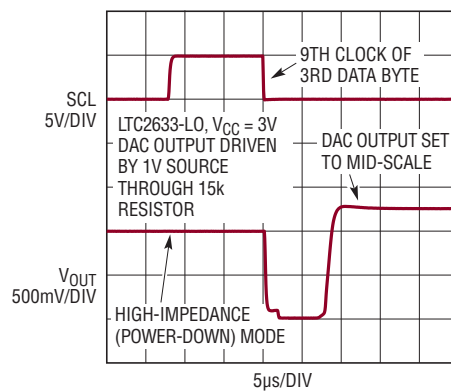 9TH CLOCK OF
3RD DATA BYTE
SCL
5V/DIV
LTC2633-LO, VCC = 3V
DAC OUTPUT DRIVEN
BY 1V SOURCE
THROUGH 15k
RESISTOR
DAC OUTPUT SET
TO MID-SCALE
VOUT
500mV/DIV
HIGH-IMPEDANCE
(POWER-DOWN) MODE
5µs/DIV